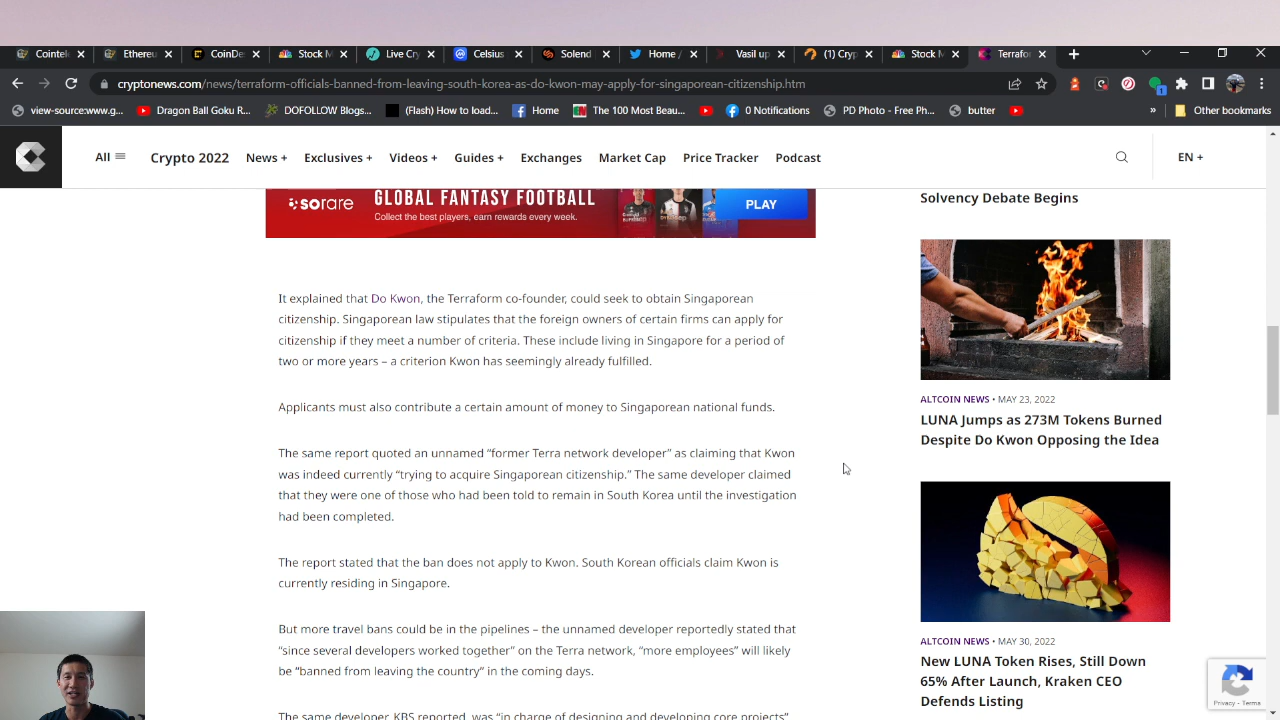 Cointel
Ethereu
CoinDes
Stock M
Live Cry
Celsius
Solend
Home /
Vasil up
(1) Cryp
Stock M
Terrafor
cryptonews.com/news/terraform-officials-banned-from-leaving-south-korea-as-do-kwon-may-apply-for-singaporean-citizenship.htm
view-source:www.g...
Dragon Ball Goku R...
DOFOLLOW Blogs...
(Flash) How to load...
Home
The 100 Most Beau...
0 Notifications
PD Photo - Free Ph...
butter
»
Other bookmarks
All
Crypto 2022
News +
Exclusives +
Videos +
Guides +
Exchanges
Market Cap
Price Tracker
Podcast
EN +
sorare
GLOBAL FANTASY FOOTBALL
Collect the best players, earn rewards every week.
PLAY
It explained that Do Kwon, the Terraform co-founder, could seek to obtain Singaporean
citizenship. Singaporean law stipulates that the foreign owners of certain firms can apply for
citizenship if they meet a number of criteria. These include living in Singapore for a period of
two or more years – a criterion Kwon has seemingly already fulfilled.
Applicants must also contribute a certain amount of money to Singaporean national funds.
The same report quoted an unnamed “former Terra network developer” as claiming that Kwon
was indeed currently “trying to acquire Singaporean citizenship.” The same developer claimed
that they were one of those who had been told to remain in South Korea until the investigation
had been completed.
The report stated that the ban does not apply to Kwon. South Korean officials claim Kwon is
currently residing in Singapore.
But more travel bans could be in the pipelines – the unnamed developer reportedly stated that
“since several developers worked together” on the Terra network, “more employees” will likely
be “banned from leaving the country” in the coming days.
The same developer, KBS reported, was “in charge of designing and developing core projects”
Solvency Debate Begins
ALTCOIN NEWS • MAY 23, 2022
LUNA Jumps as 273M Tokens Burned
Despite Do Kwon Opposing the Idea
ALTCOIN NEWS • MAY 30, 2022
New LUNA Token Rises, Still Down
65% After Launch, Kraken CEO
Defends Listing
Privacy - Terms